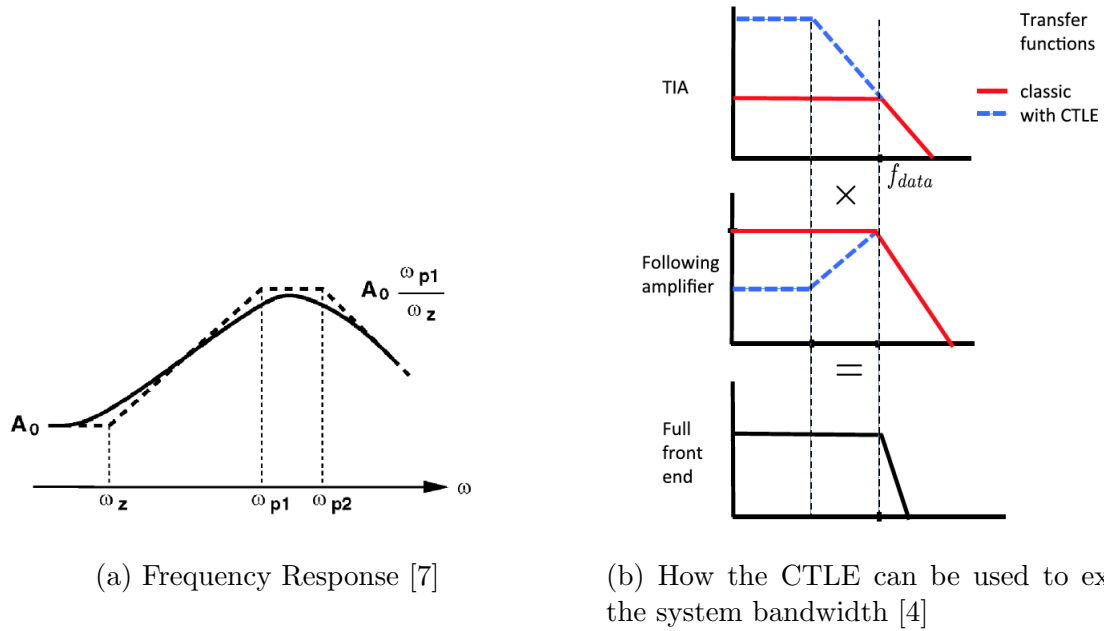 A0 ωp1
ωz
A0
ωz
ωp1
ωp2
ω
(a) Frequency Response [7]
Transfer
functions
classic
with CTLE
TIA
fdata
×
Following
amplifier
=
Full
front
end
(b) How the CTLE can be used to ex
the system bandwidth [4]